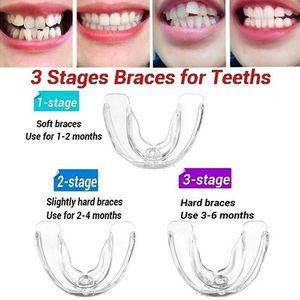 3 Stages Braces for Teeths
1-stage
Soft braces
Use for 1-2 months
2-stage
Slightly hard braces
Use for 2-4 months
3-stage
Hard braces
Use 3-6 months